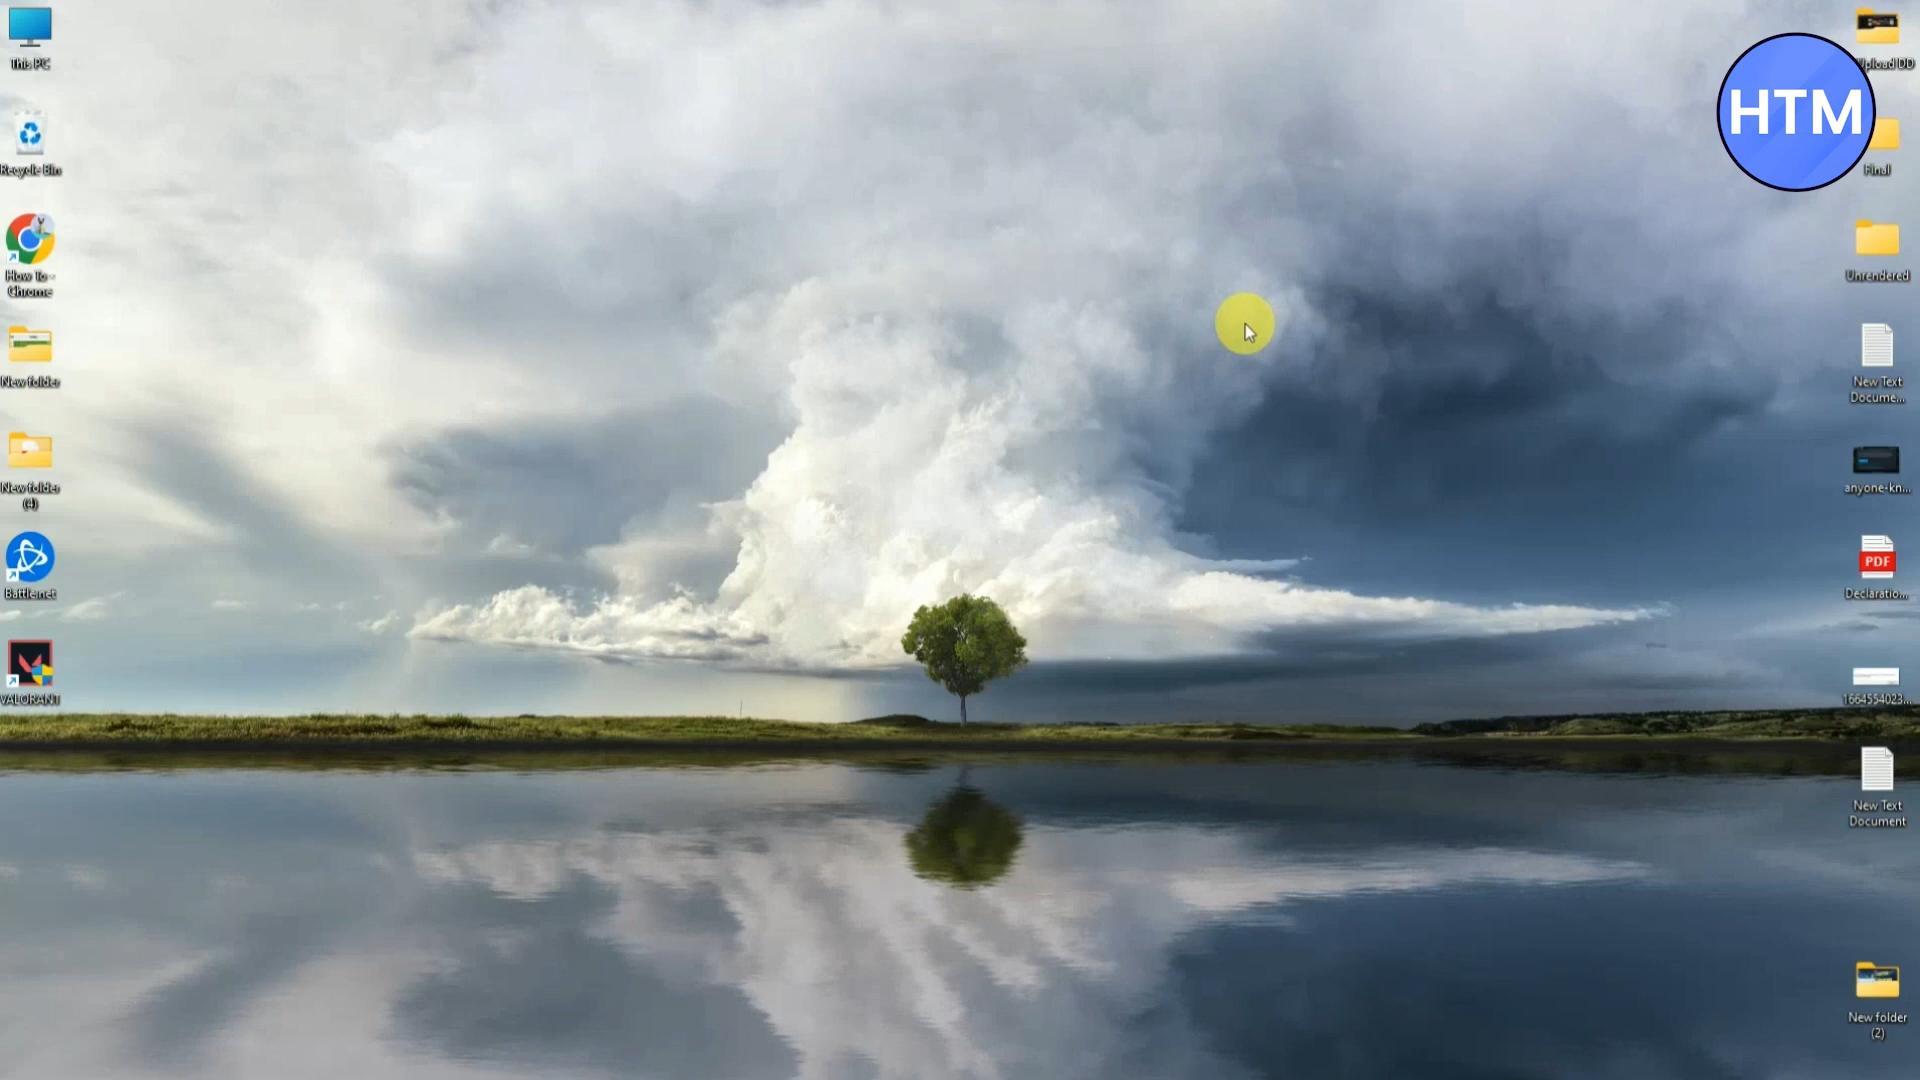 This PC
Recycle Bin
How To -
Chrome
New folder
New folder
(4)
Battle.net
VALORANT
Upload DD
HTM
Final
Unrendered
New Text
Docume...
anyone-kn...
PDF
Declaratio...
1664554023...
New Text
Document
New folder
(2)